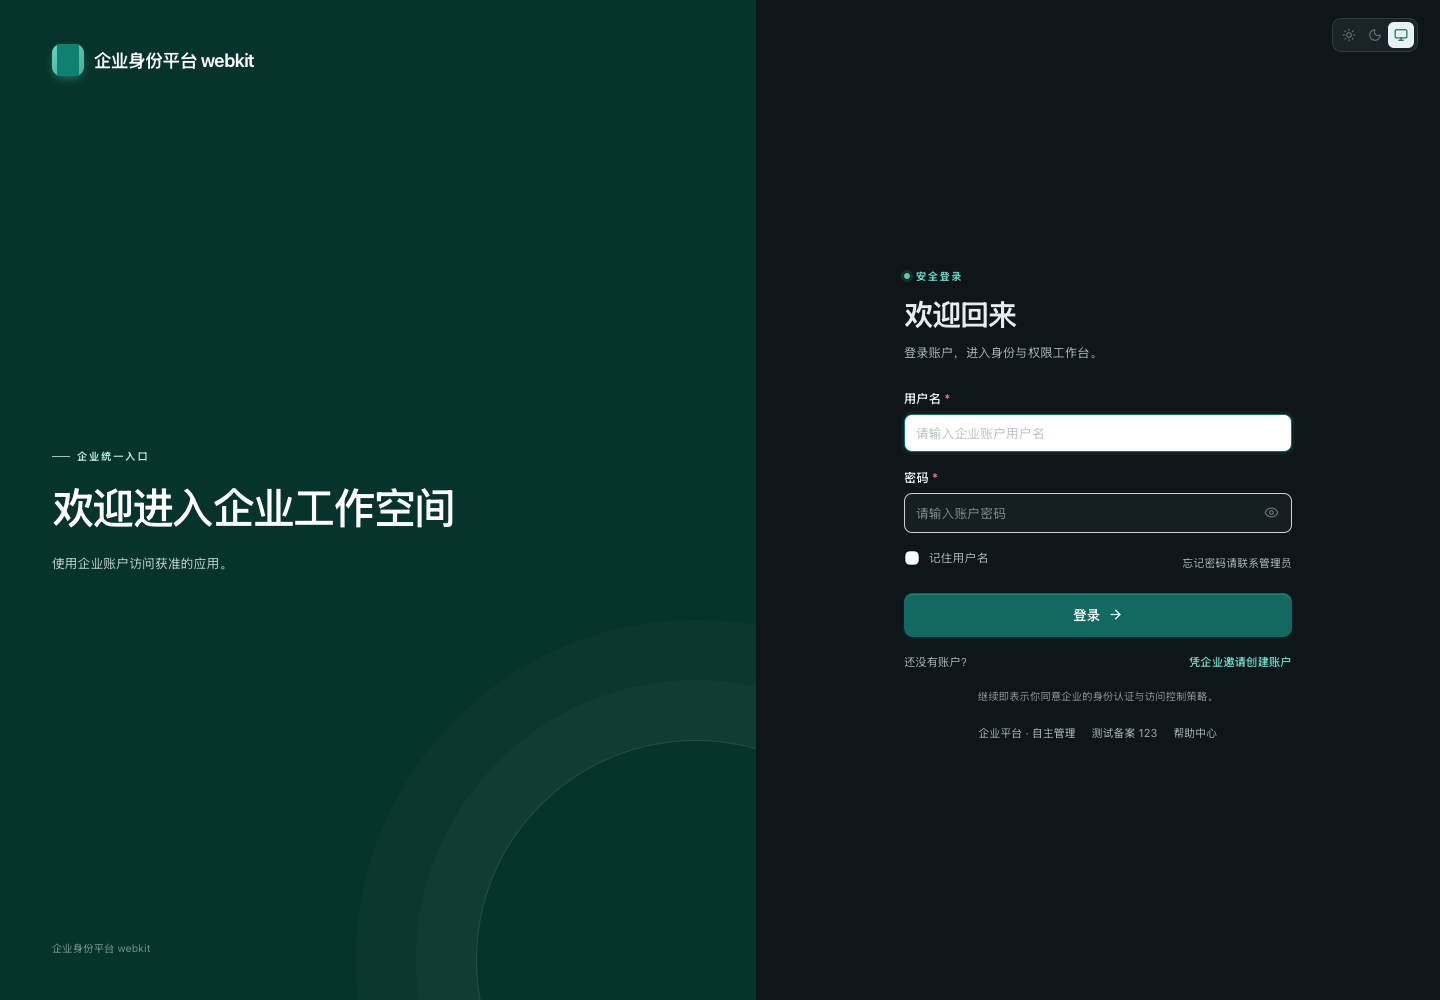 企业身份平台 webkit
企业统一入口
欢迎进入企业工作空间
使用企业账户访问获准的应用。
企业身份平台 webkit
安全登录
欢迎回来
登录账户，进入身份与权限工作台。
用户名 *
请输入企业账户用户名
密码 *
请输入账户密码
记住用户名
忘记密码请联系管理员
登录 →
还没有账户?
凭企业邀请创建账户
继续即表示你同意企业的身份认证与访问控制策略。
企业平台 · 自主管理 测试备案 123 帮助中心